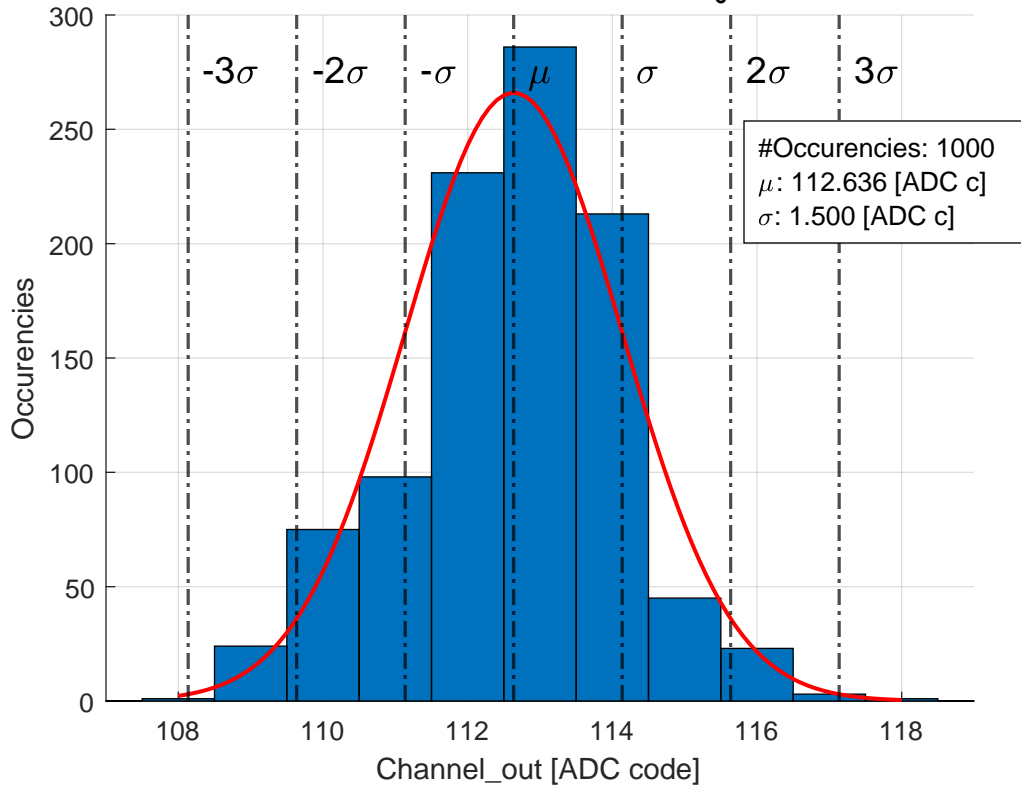 300
-3σ
-2σ
-σ
μ
σ
2σ
3σ
250
#Occurencies: 1000
μ: 112.636 [ADC c]
σ: 1.500 [ADC c]
200
150
100
50
0
Occurencies
108
110
112
114
116
118
Channel_out [ADC code]